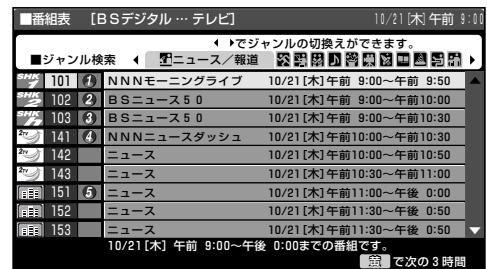 ■番組表 [BSデジタル … テレビ] 10/21[木]午前 9:00
でジャンルの切換えができます。
■ジャンル検索 ニュース/報道
SHK 1 101 1 NNNモーニングライブ 10/21[木]午前 9:00〜午前 9:50
SHK 2 102 2 BSニュース50 10/21[木]午前 9:00〜午前10:00
SHK h 103 3 BSニュース50 10/21[木]午前 9:00〜午前10:30
2TV 141 4 NNNニュースダッシュ 10/21[木]午前10:00〜午前10:30
2TV 142 ニュース 10/21[木]午前10:00〜午前10:50
2TV 143 ニュース 10/21[木]午前10:30〜午前11:00
151 5 ニュース 10/21[木]午前11:00〜午後 0:00
152 ニュース 10/21[木]午前11:30〜午後 0:50
153 ニュース 10/21[木]午前11:30〜午後 0:50
10/21[木] 午前 9:00〜午後 0:00までの番組です。
黄 で次の3時間